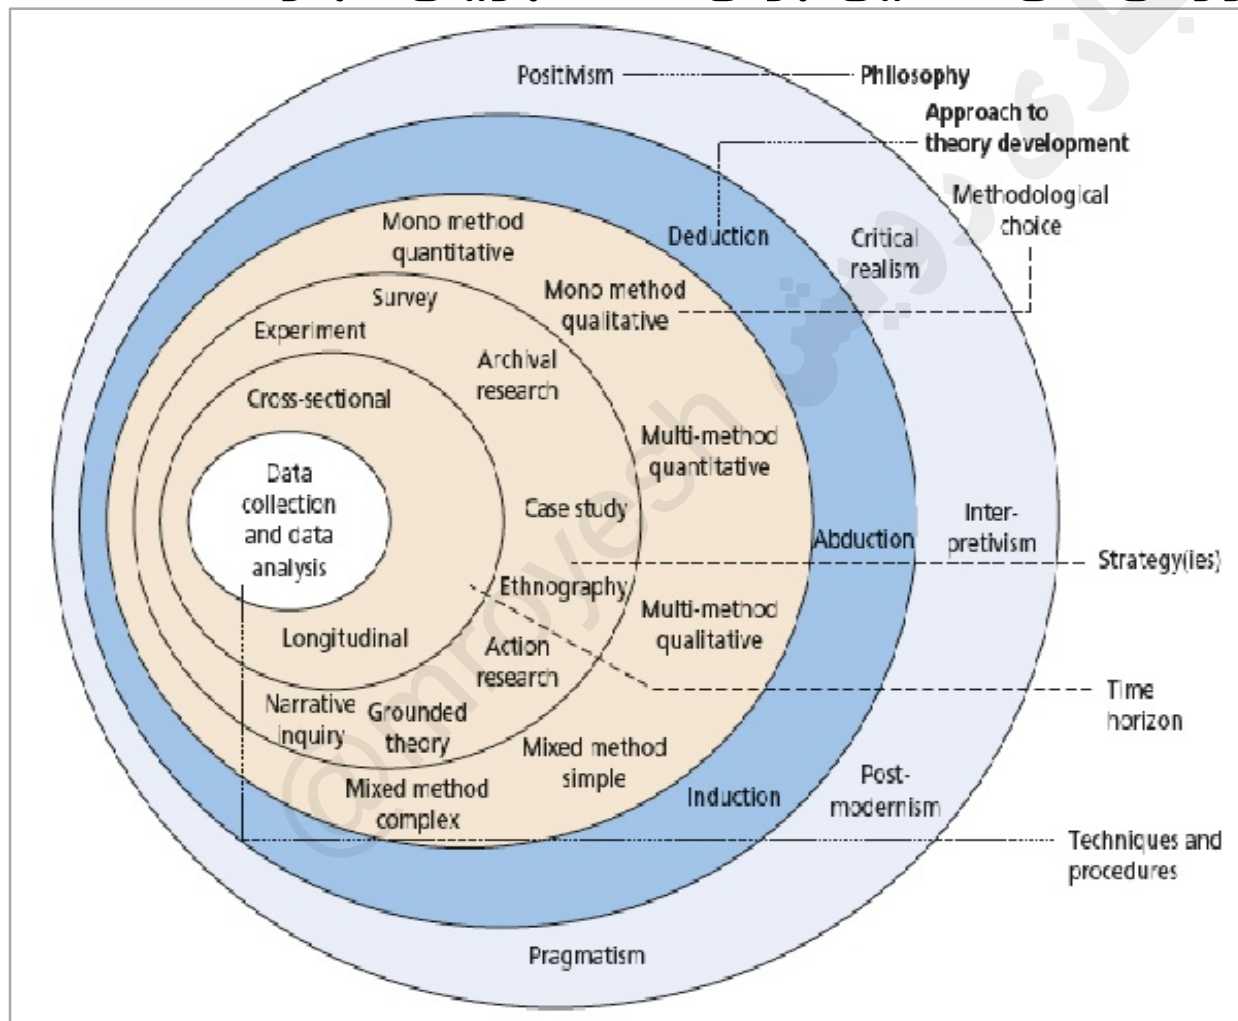 Positivism
Philosophy
Approach to
theory development
Methodological
choice
Deduction
Critical
realism
Mono method
quantitative
Mono method
qualitative
Survey
Experiment
Archival
research
Cross-sectional
Multi-method
quantitative
Data
collection
and data
analysis
Case study
Abduction
Inter-
pretivism
Strategy(ies)
Ethnography
Multi-method
qualitative
Longitudinal
Action
research
Time
horizon
Narrative
inquiry
Grounded
theory
Mixed method
simple
Mixed method
complex
Induction
Post-
modernism
Techniques and
procedures
Pragmatism
@mroyesh